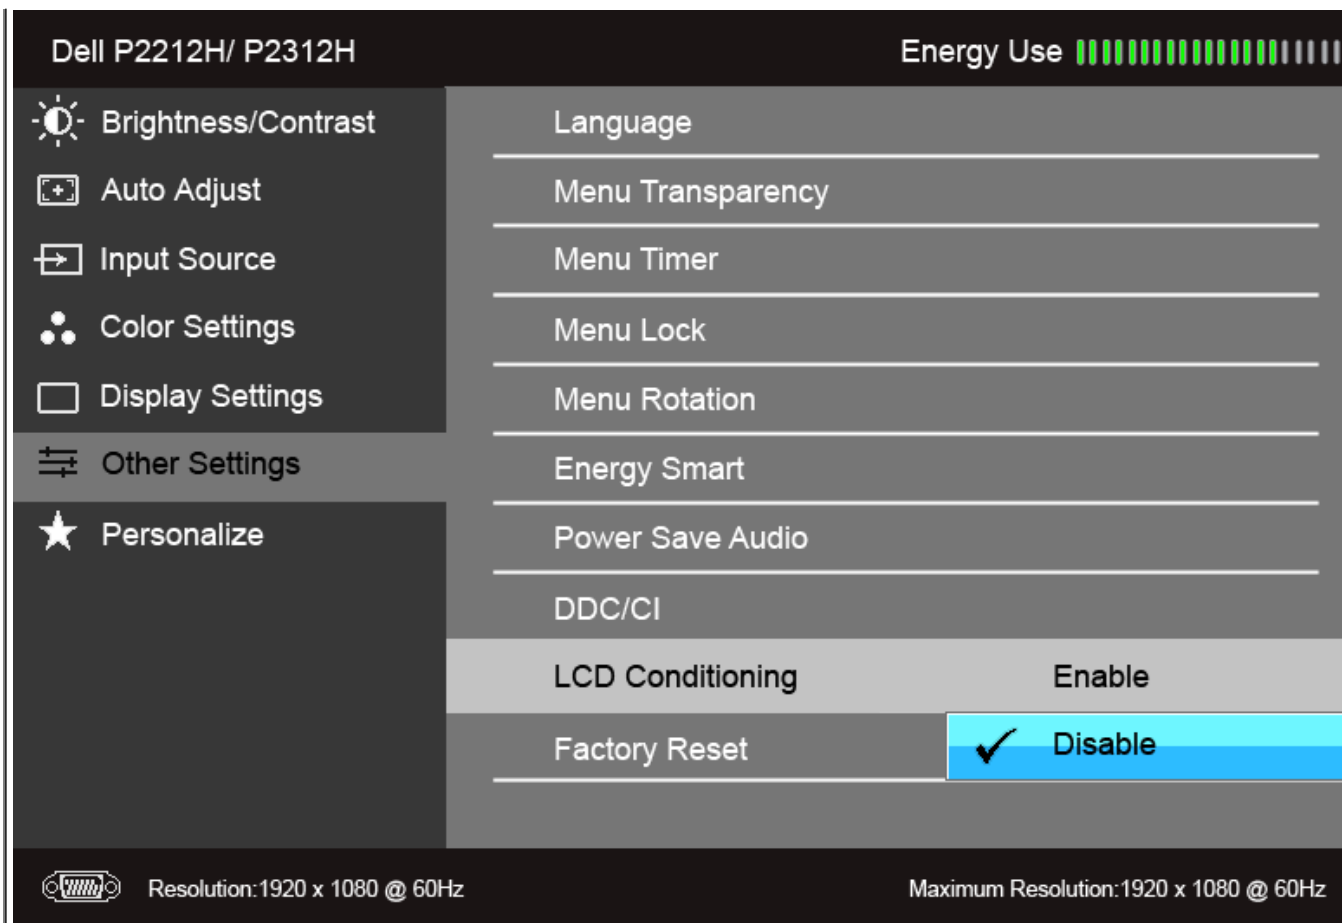 Dell P2212H/ P2312H
Energy Use
Brightness/Contrast
Auto Adjust
Input Source
Color Settings
Display Settings
Other Settings
Personalize
Language
Menu Transparency
Menu Timer
Menu Lock
Menu Rotation
Energy Smart
Power Save Audio
DDC/CI
LCD Conditioning
Enable
Factory Reset
Disable
Resolution:1920 x 1080 @ 60Hz
Maximum Resolution:1920 x 1080 @ 60Hz